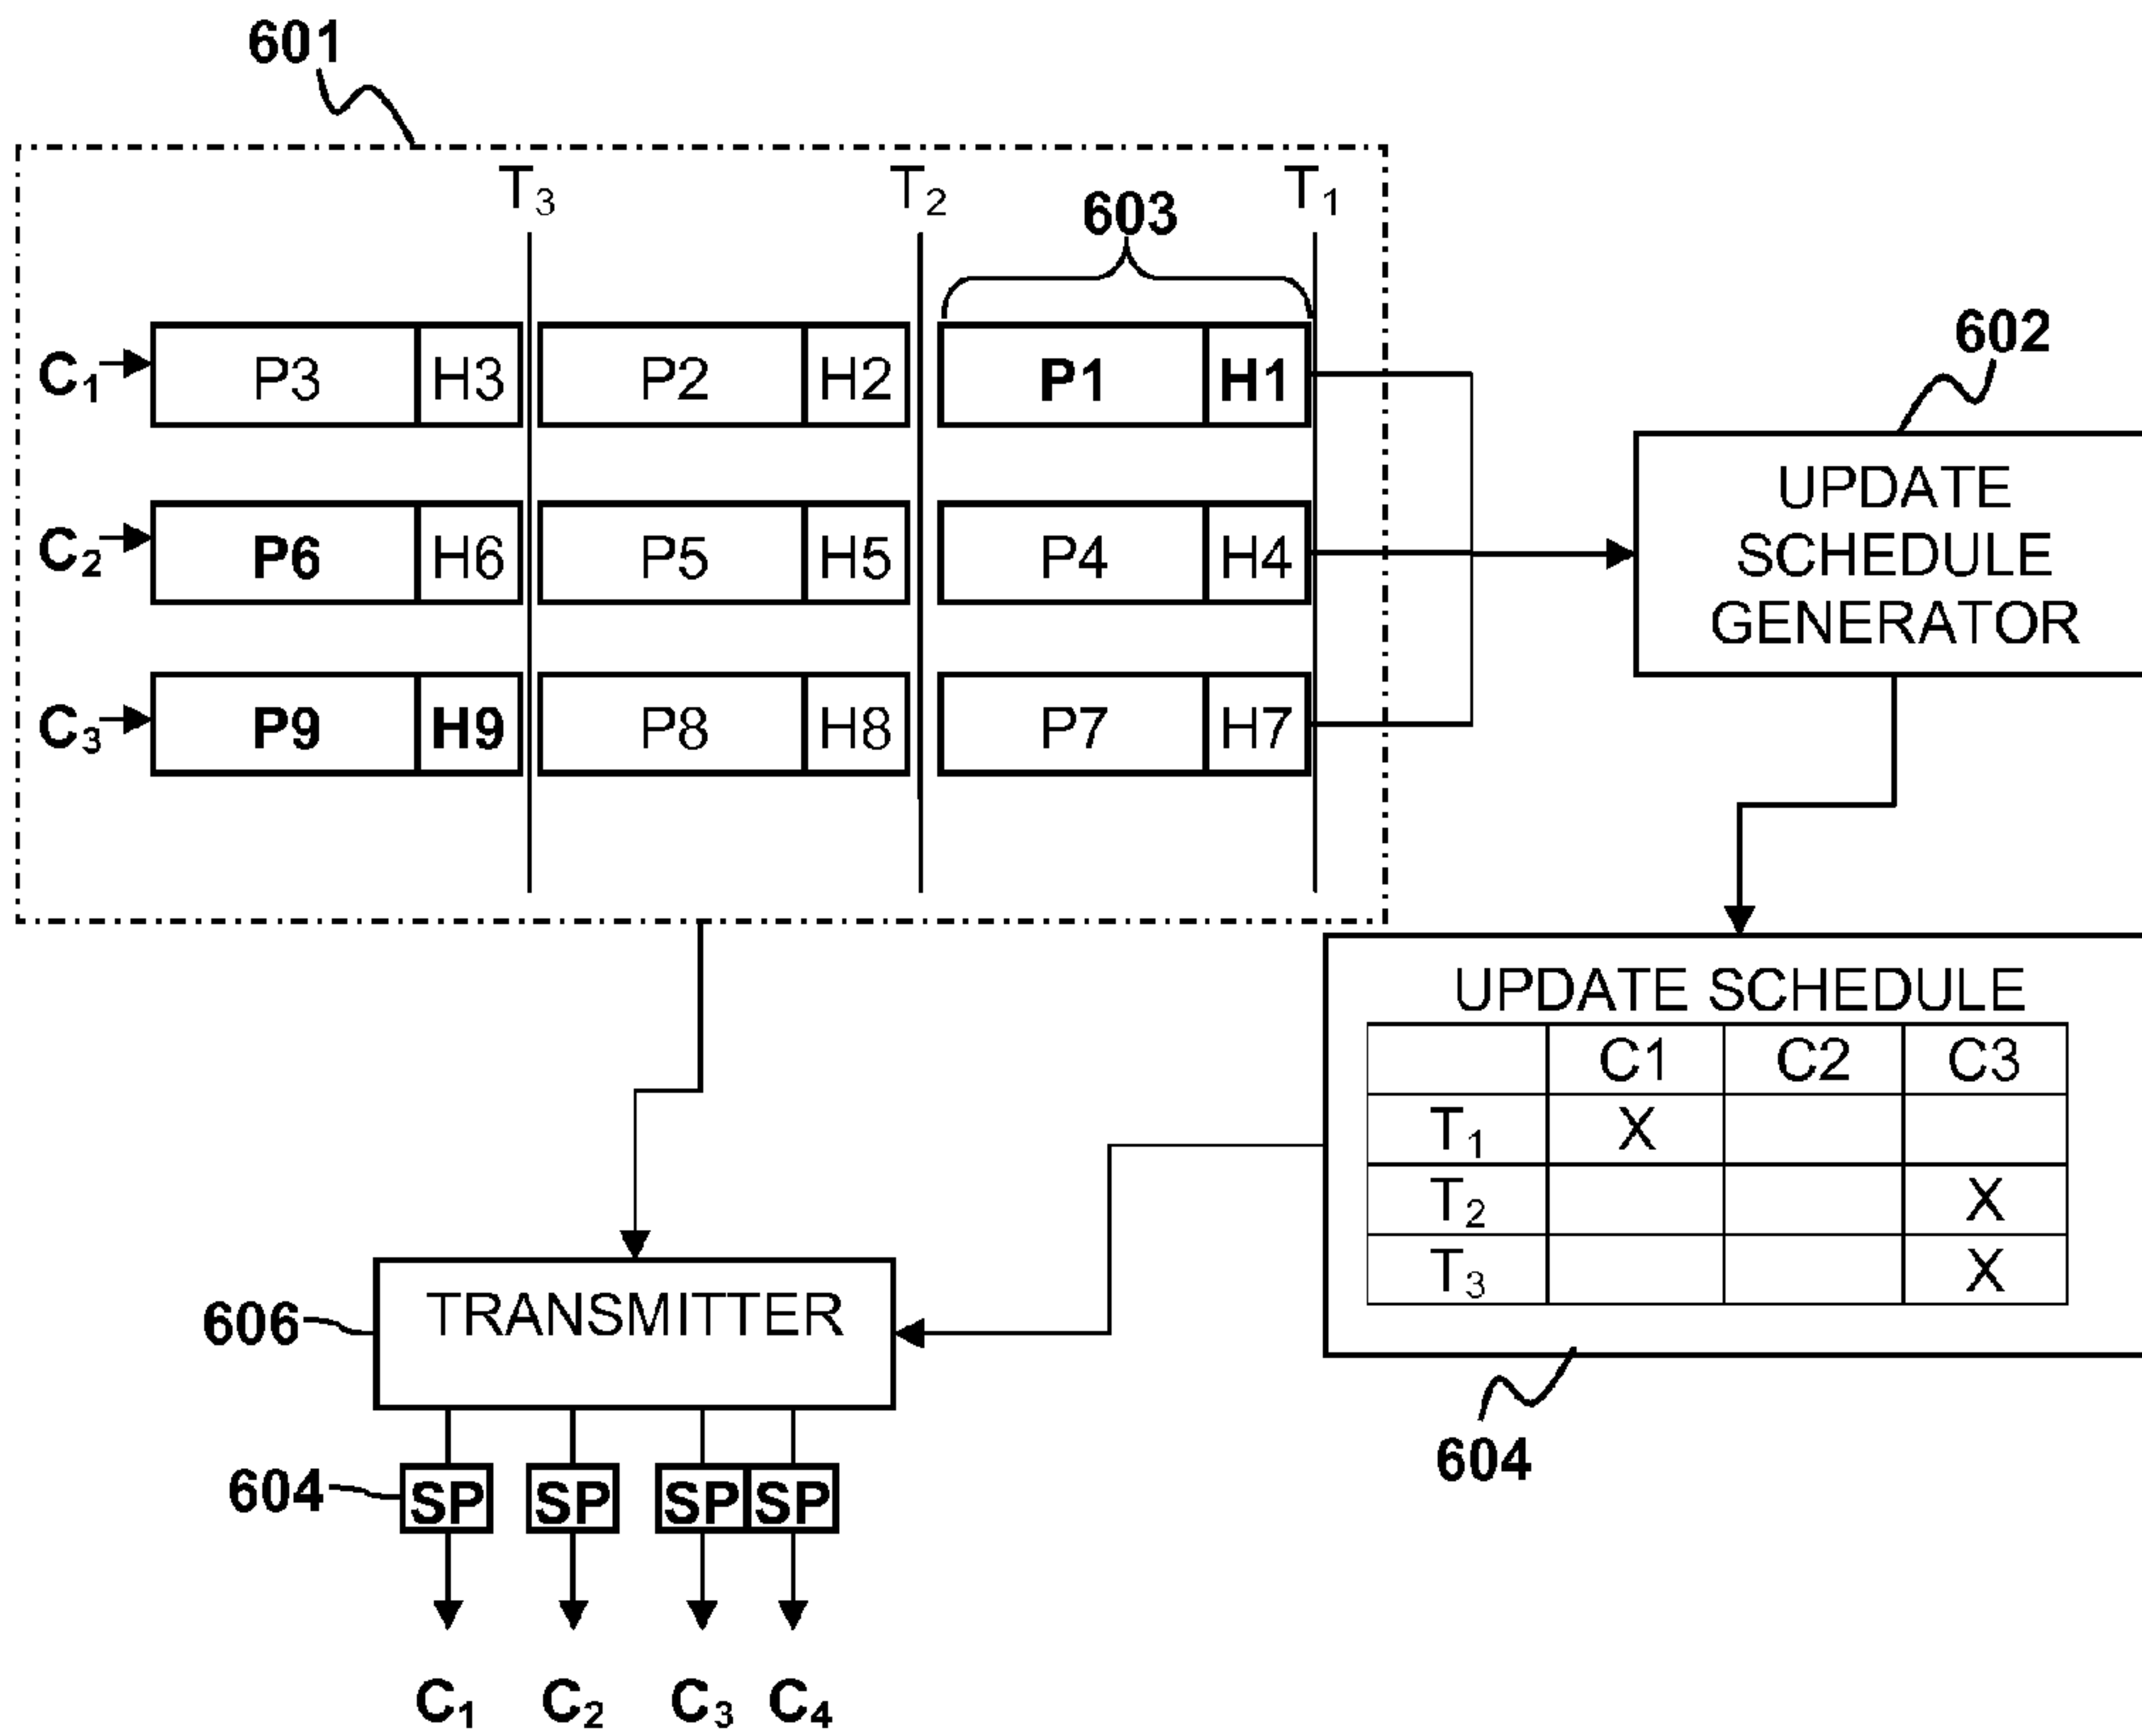 601
T3 T2 T1
603
C1 P3 H3 P2 H2 P1 H1
602
C2 P6 H6 P5 H5 P4 H4
UPDATE
SCHEDULE
GENERATOR
C3 P9 H9 P8 H8 P7 H7
UPDATE SCHEDULE
C1 C2 C3
T1 X
T2 X
T3 X
604
606 TRANSMITTER
604 SP SP SP SP
C1 C2 C3 C4